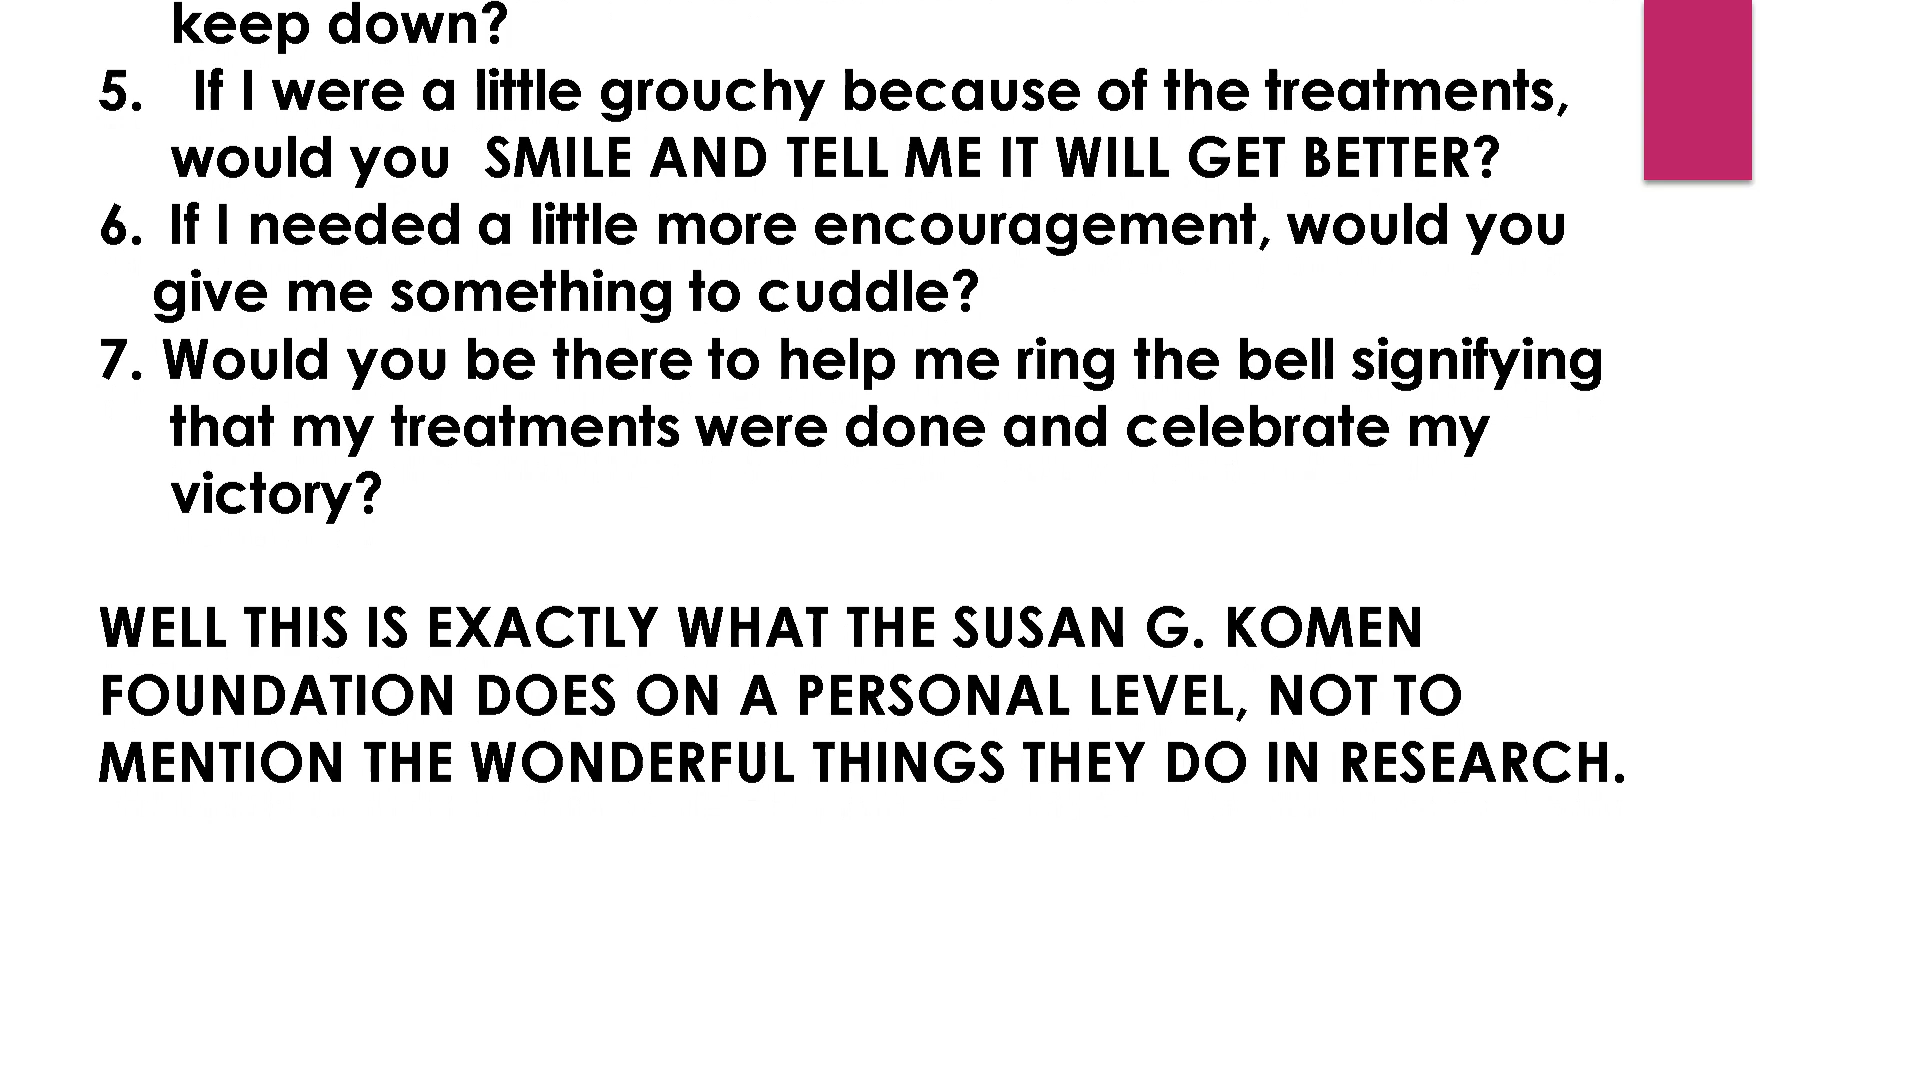 keep down?
5. If I were a little grouchy because of the treatments,
would you SMILE AND TELL ME IT WILL GET BETTER?
6. If I needed a little more encouragement, would you
give me something to cuddle?
7. Would you be there to help me ring the bell signifying
that my treatments were done and celebrate my
victory?
WELL THIS IS EXACTLY WHAT THE SUSAN G. KOMEN
FOUNDATION DOES ON A PERSONAL LEVEL, NOT TO
MENTION THE WONDERFUL THINGS THEY DO IN RESEARCH.